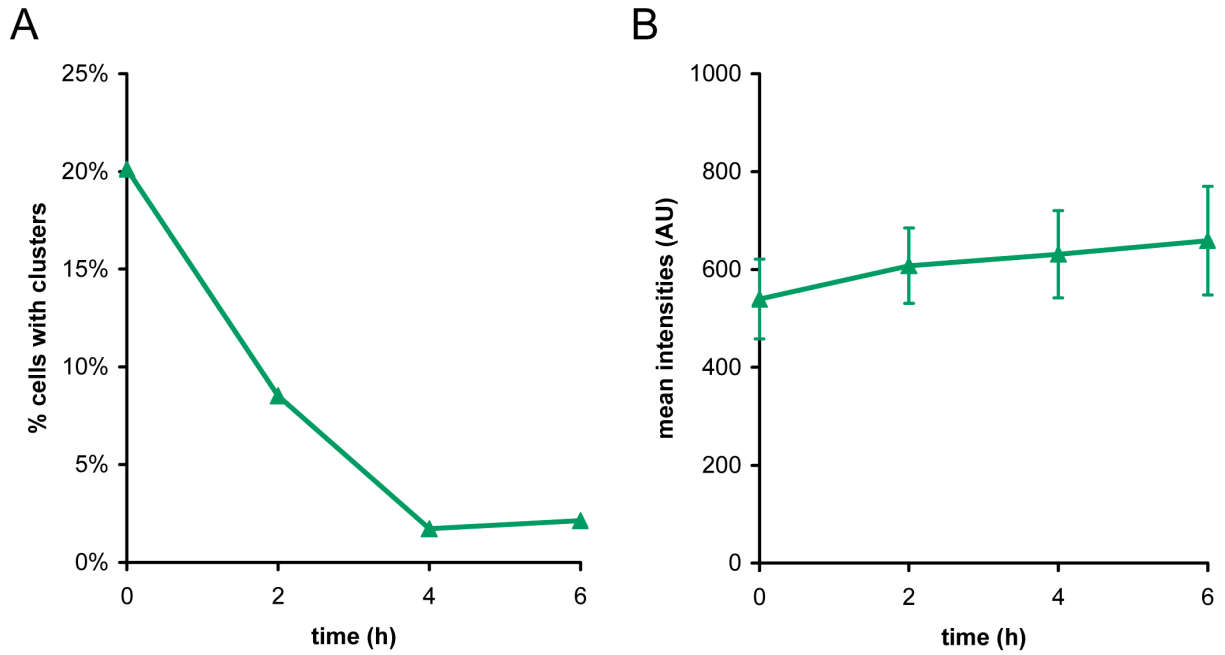 A
25%
20%
15%
10%
5%
0%
% cells with clusters
0 2 4 6
time (h)
B
1000
800
600
400
200
0
mean intensities (AU)
0 2 4 6
time (h)